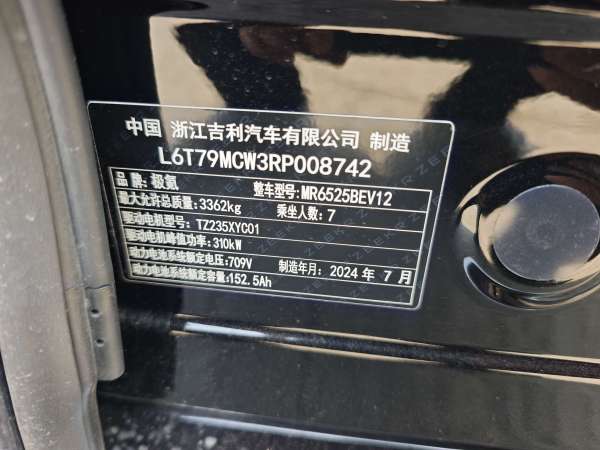 中国 浙江吉利汽车有限公司 制造
L6T79MCW3RP008742
品牌:极氪 整车型号:MR6525BEV12
最大允许总质量:3362kg 乘坐人数:7
驱动电机型号:TZ235XYC01
驱动电机峰值功率:310kW
动力电池系统额定电压:709V 制造年月:2024 年 7 月
动力电池系统额定容量:152.5Ah